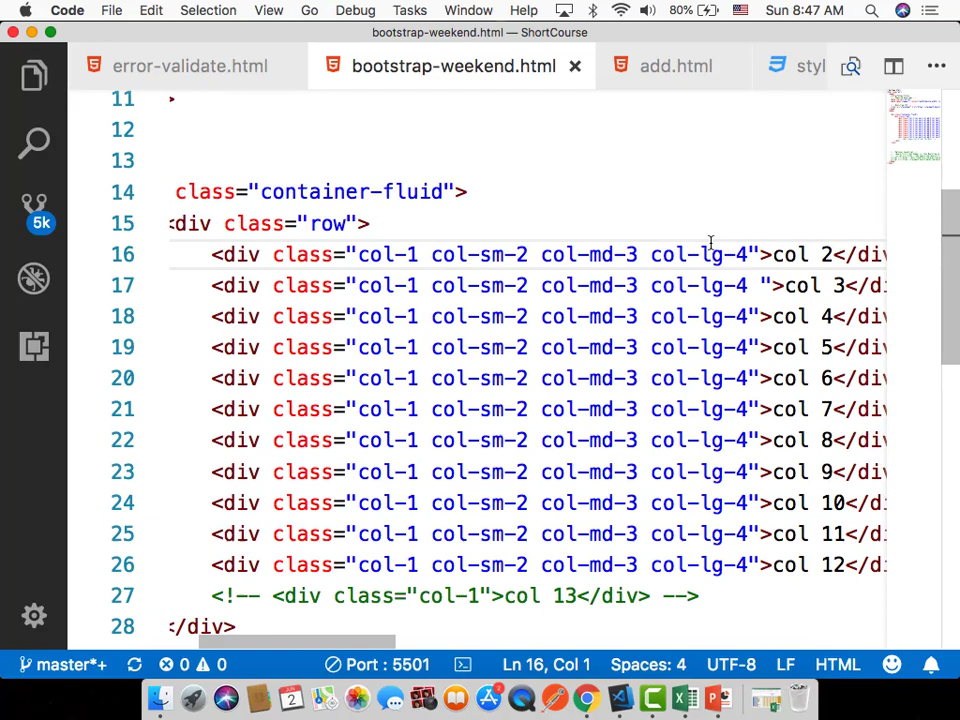 Code File Edit Selection View Go Debug Tasks Window Help 80% Sun 8:47 AM
bootstrap-weekend.html — ShortCourse
error-validate.html bootstrap-weekend.html add.html styl
11 >
12
13
14 class="container-fluid">
15 <div class="row">
16 <div class="col-1 col-sm-2 col-md-3 col-lg-4">col 2</div
17 <div class="col-1 col-sm-2 col-md-3 col-lg-4 ">col 3</di
18 <div class="col-1 col-sm-2 col-md-3 col-lg-4">col 4</div
19 <div class="col-1 col-sm-2 col-md-3 col-lg-4">col 5</div
20 <div class="col-1 col-sm-2 col-md-3 col-lg-4">col 6</div
21 <div class="col-1 col-sm-2 col-md-3 col-lg-4">col 7</div
22 <div class="col-1 col-sm-2 col-md-3 col-lg-4">col 8</div
23 <div class="col-1 col-sm-2 col-md-3 col-lg-4">col 9</div
24 <div class="col-1 col-sm-2 col-md-3 col-lg-4">col 10</di
25 <div class="col-1 col-sm-2 col-md-3 col-lg-4">col 11</di
26 <div class="col-1 col-sm-2 col-md-3 col-lg-4">col 12</di
27 <!-- <div class="col-1">col 13</div> -->
28 </div>
5k
master*+ 0 0 Port : 5501 Ln 16, Col 1 Spaces: 4 UTF-8 LF HTML
2